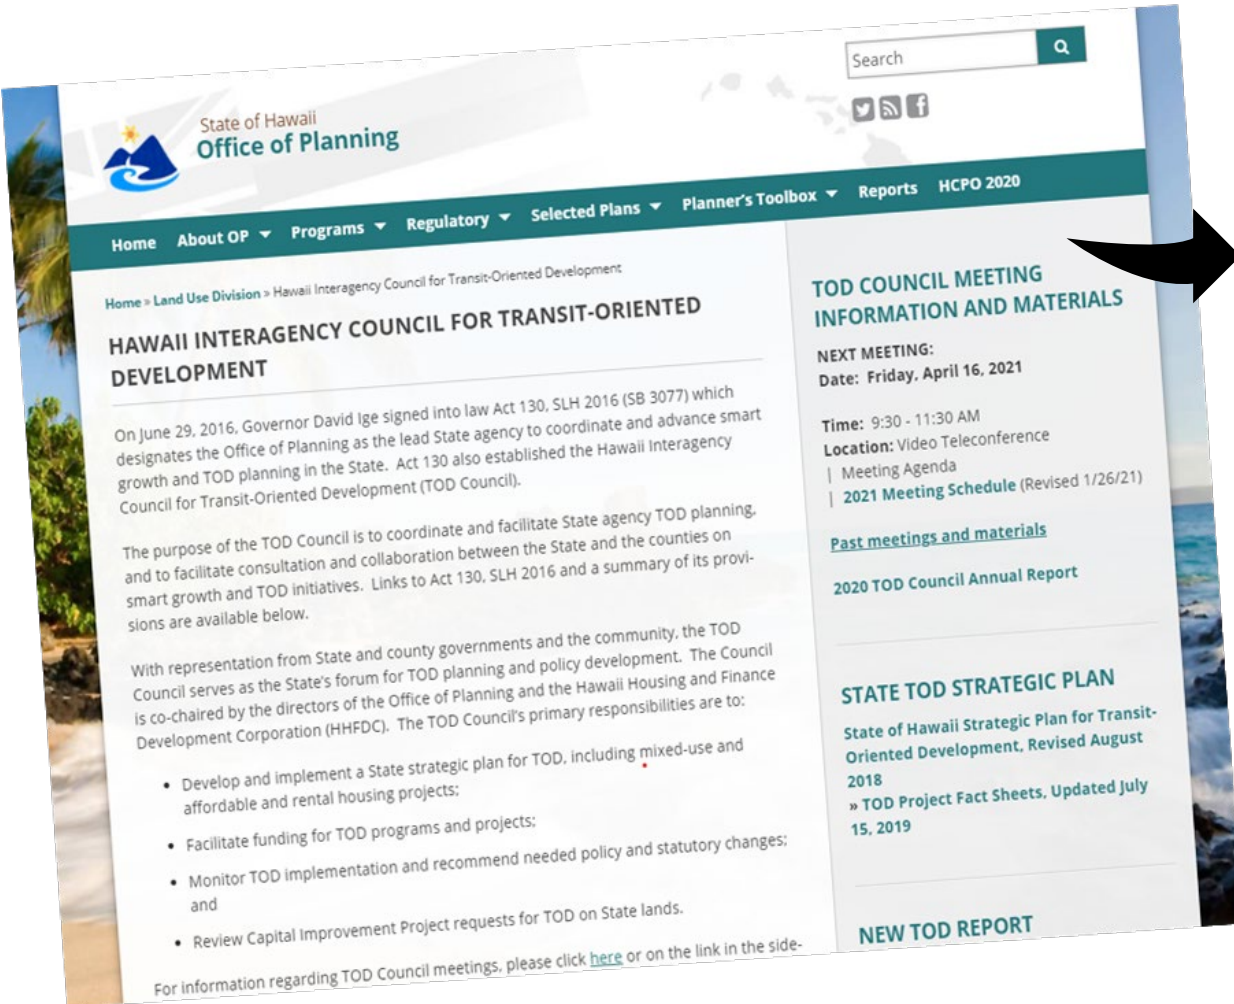 Search
State of Hawaii
Office of Planning
Home About OP Programs Regulatory Selected Plans Planner's Toolbox Reports HCPO 2020
Home » Land Use Division » Hawaii Interagency Council for Transit-Oriented Development
HAWAII INTERAGENCY COUNCIL FOR TRANSIT-ORIENTED
DEVELOPMENT
On June 29, 2016, Governor David Ige signed into law Act 130, SLH 2016 (SB 3077) which
designates the Office of Planning as the lead State agency to coordinate and advance smart
growth and TOD planning in the State. Act 130 also established the Hawaii Interagency
Council for Transit-Oriented Development (TOD Council).
The purpose of the TOD Council is to coordinate and facilitate State agency TOD planning,
and to facilitate consultation and collaboration between the State and the counties on
smart growth and TOD initiatives. Links to Act 130, SLH 2016 and a summary of its provi-
sions are available below.
With representation from State and county governments and the community, the TOD
Council serves as the State's forum for TOD planning and policy development. The Council
is co-chaired by the directors of the Office of Planning and the Hawaii Housing and Finance
Development Corporation (HHFDC). The TOD Council's primary responsibilities are to:
• Develop and implement a State strategic plan for TOD, including mixed-use and
affordable and rental housing projects;
• Facilitate funding for TOD programs and projects;
• Monitor TOD implementation and recommend needed policy and statutory changes;
and
• Review Capital Improvement Project requests for TOD on State lands.
For information regarding TOD Council meetings, please click here or on the link in the side-
TOD COUNCIL MEETING
INFORMATION AND MATERIALS
NEXT MEETING:
Date: Friday, April 16, 2021
Time: 9:30 - 11:30 AM
Location: Video Teleconference
| Meeting Agenda
| 2021 Meeting Schedule (Revised 1/26/21)
Past meetings and materials
2020 TOD Council Annual Report
STATE TOD STRATEGIC PLAN
State of Hawaii Strategic Plan for Transit-
Oriented Development, Revised August
2018
» TOD Project Fact Sheets, Updated July
15, 2019
NEW TOD REPORT